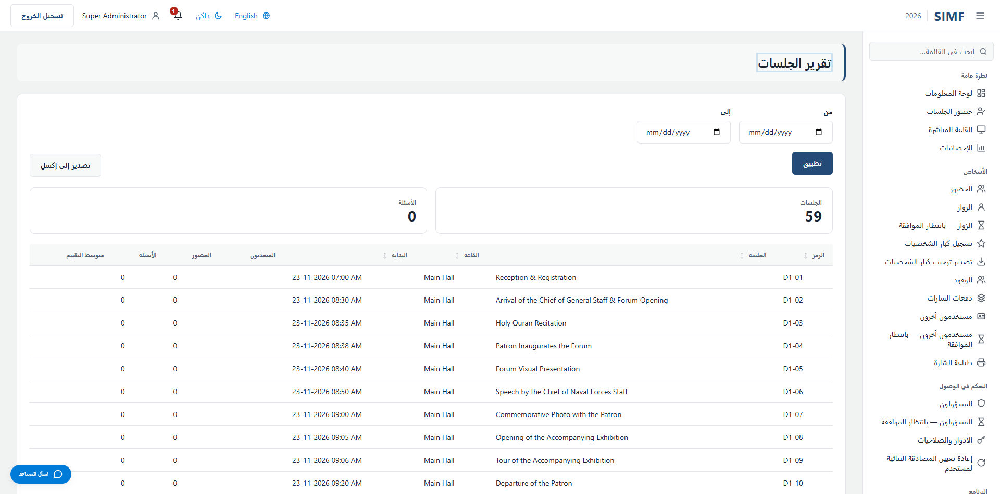 SIMF
2026
English
داكن
1
Super Administrator
تسجيل الخروج
ابحث في القائمة...
نظرة عامة
لوحة المعلومات
حضور الجلسات
القاعة المباشرة
الإحصائيات
الأشخاص
الحضور
الزوار
الزوار — بانتظار الموافقة
تسجيل كبار الشخصيات
تصدير ترحيب كبار الشخصيات
الوفود
دفعات الشارات
مستخدمون آخرون
مستخدمون آخرون — بانتظار
الموافقة
طباعة الشارة
التحكم في الوصول
المسؤولون
المسؤولون — بانتظار الموافقة
الأدوار والصلاحيات
إعادة تعيين المصادقة الثنائية
لمستخدم
البرنامج
تقرير الجلسات
من
إلى
mm/dd/yyyy
mm/dd/yyyy
تطبيق
تصدير إلى إكسل
الجلسات
59
الأسئلة
0
الرمز الجلسة القاعة البداية المتحدثون الحضور الأسئلة متوسط التقييم
D1-01 Reception & Registration Main Hall 23-11-2026 07:00 AM 0 0
D1-02 Arrival of the Chief of General Staff & Forum Opening Main Hall 23-11-2026 08:30 AM 0 0
D1-03 Holy Quran Recitation Main Hall 23-11-2026 08:35 AM 0 0
D1-04 Patron Inaugurates the Forum Main Hall 23-11-2026 08:38 AM 0 0
D1-05 Forum Visual Presentation Main Hall 23-11-2026 08:40 AM 0 0
D1-06 Speech by the Chief of Naval Forces Staff Main Hall 23-11-2026 08:50 AM 0 0
D1-07 Commemorative Photo with the Patron Main Hall 23-11-2026 09:00 AM 0 0
D1-08 Opening of the Accompanying Exhibition Main Hall 23-11-2026 09:05 AM 0 0
D1-09 Tour of the Accompanying Exhibition Main Hall 23-11-2026 09:06 AM 0 0
D1-10 Departure of the Patron Main Hall 23-11-2026 09:20 AM 0 0
اسأل المساعد